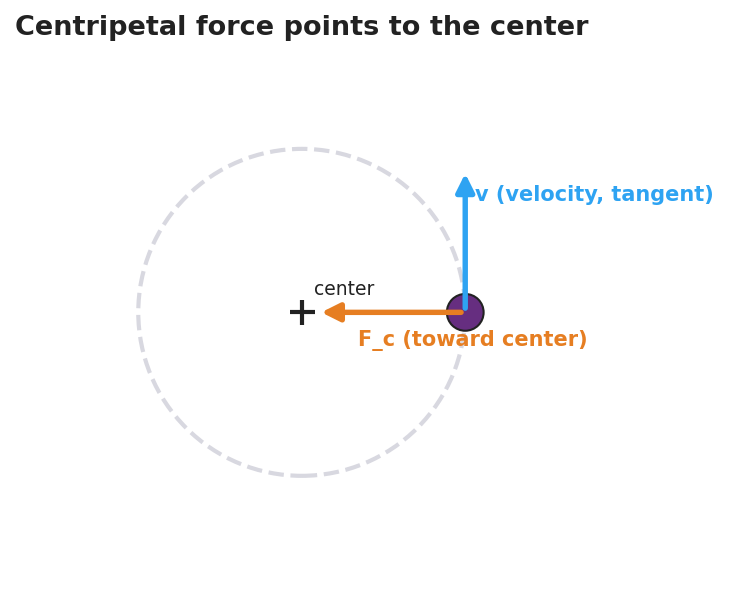 Centripetal force points to the center
v (velocity, tangent)
center
F_c (toward center)